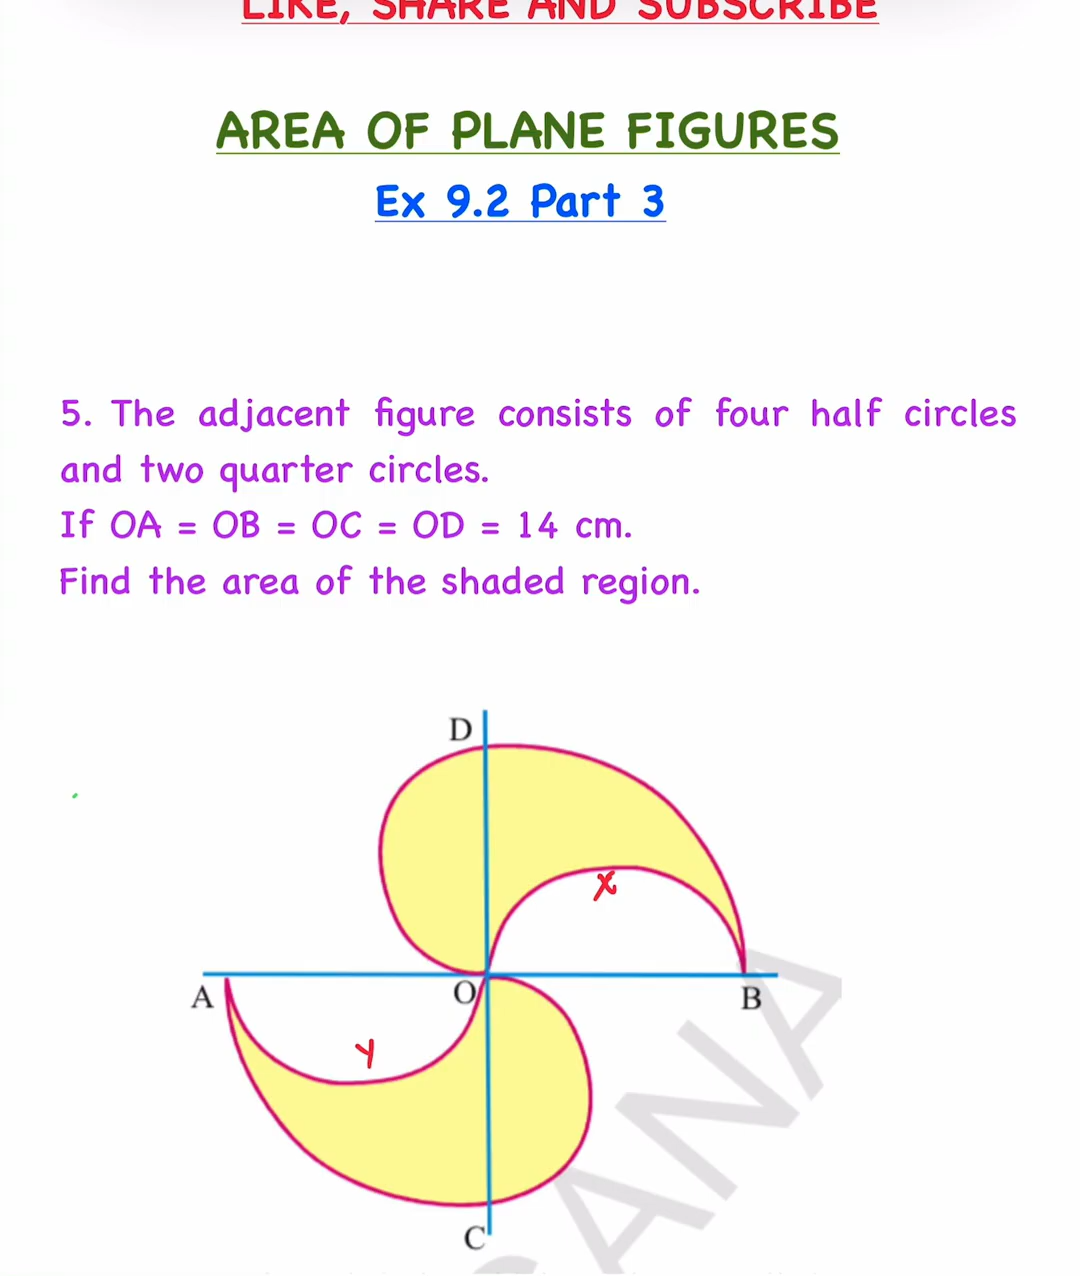 LIKE, SHARE AND SUBSCRIBE
AREA OF PLANE FIGURES
Ex 9.2 Part 3
5. The adjacent figure consists of four half circles
and two quarter circles.
If OA = OB = OC = OD = 14 cm.
Find the area of the shaded region.
D
x
A
O
B
y
C
ANA